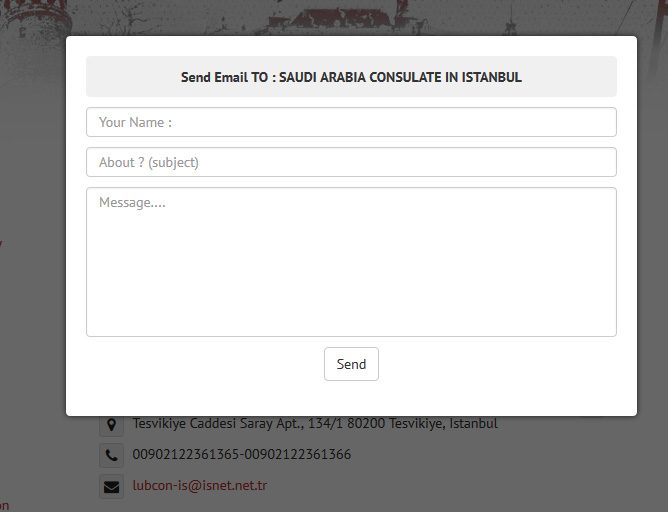 Send Email TO : SAUDI ARABIA CONSULATE IN ISTANBUL
Your Name :
About ? (subject)
Message....
Send
Tesvikiye Caddesi Saray Apt., 134/1 80200 Tesvikiye, Istanbul
00902122361365-00902122361366
lubcon-is@isnet.net.tr